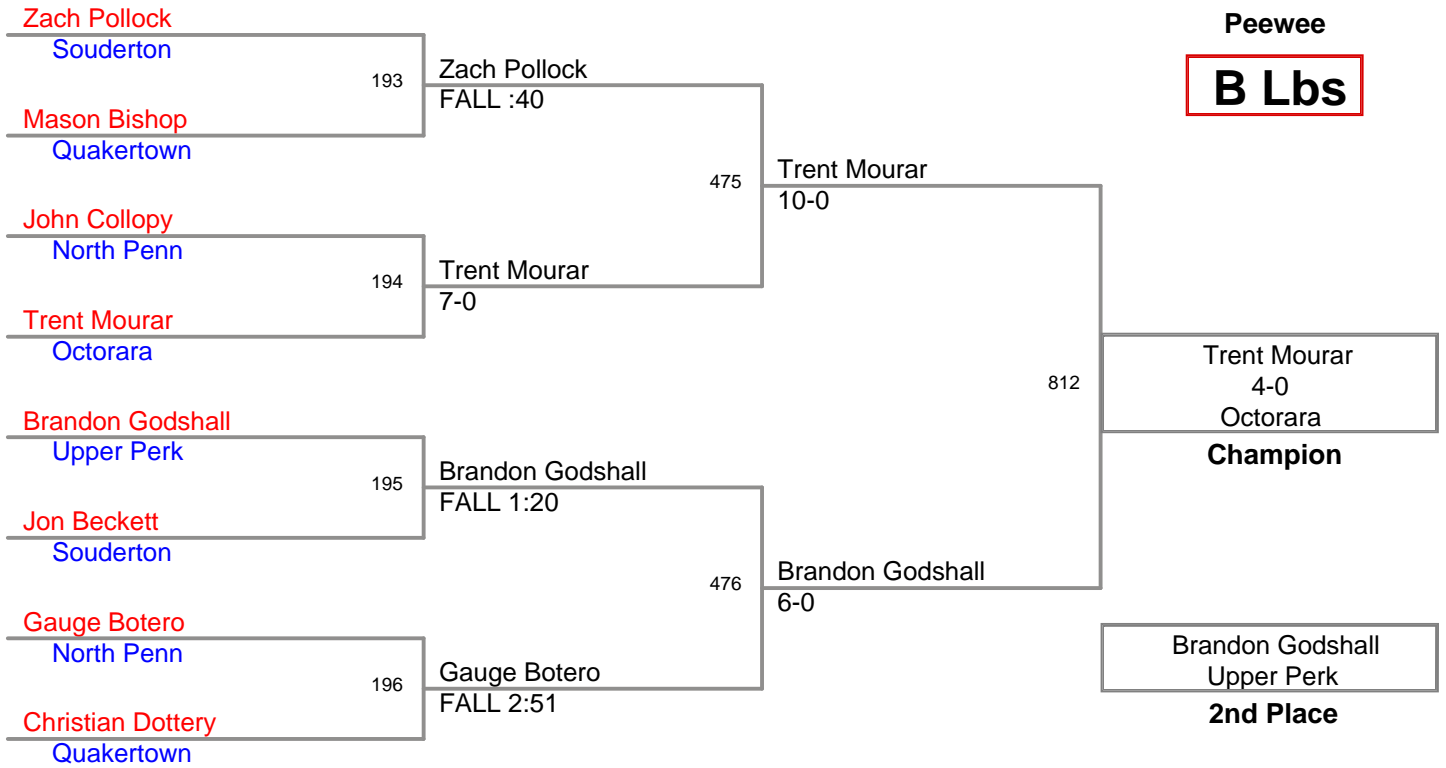 Zach Pollock
Souderton
193
Mason Bishop
Quakertown
Zach Pollock
FALL :40
John Collopy
North Penn
194
Trent Mourar
Octorara
Trent Mourar
7-0
475
Trent Mourar
10-0
Brandon Godshall
Upper Perk
195
Jon Beckett
Souderton
Brandon Godshall
FALL 1:20
Gauge Botero
North Penn
196
Christian Dottery
Quakertown
Gauge Botero
FALL 2:51
476
Brandon Godshall
6-0
812
Peewee
B Lbs
Trent Mourar
4-0
Octorara
Champion
Brandon Godshall
Upper Perk
2nd Place